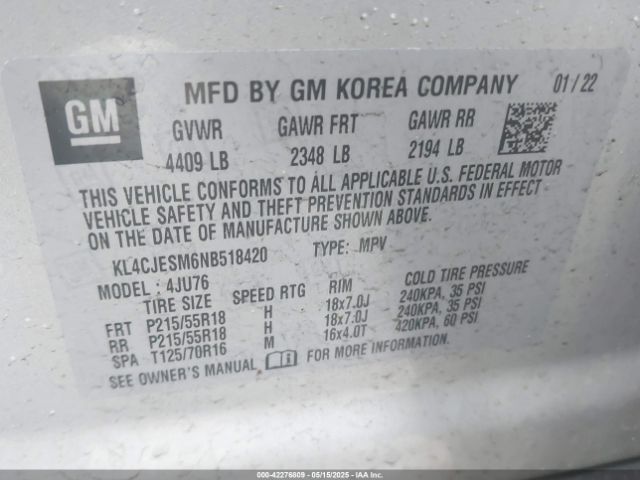 GM
MFD BY GM KOREA COMPANY 01/22
GVWR GAWR FRT GAWR RR
4409 LB 2348 LB 2194 LB
THIS VEHICLE CONFORMS TO ALL APPLICABLE U.S. FEDERAL MOTOR
VEHICLE SAFETY AND THEFT PREVENTION STANDARDS IN EFFECT
ON THE DATE OF MANUFACTURE SHOWN ABOVE.
KL4CJESM6NB518420 TYPE: MPV
MODEL: 4JU76
TIRE SIZE SPEED RTG RIM COLD TIRE PRESSURE
FRT P215/55R18 H 18x7.0J 240KPA, 35 PSI
RR P215/55R18 H 18x7.0J 240KPA, 35 PSI
SPA T125/70R16 M 16x4.0T 420KPA, 60 PSI
SEE OWNER'S MANUAL i FOR MORE INFORMATION.
000-42276809 - 05/15/2025 - COPYRIGHT IAA, LLC.